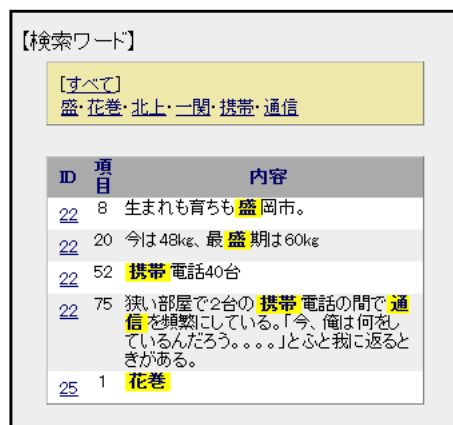 【検索ワード】
[すべて]
盛・花巻・北上・一関・携帯・通信
ID 項目 内容
22 8 生まれも育ちも盛岡市。
22 20 今は48kg、最盛期は60kg
22 52 携帯電話40台
22 75 狭い部屋で2台の携帯電話の間で通
信を頻繁にしている。「今、俺は何をし
ているんだろう。。。。」とふと我に返ると
きがある。
25 1 花巻